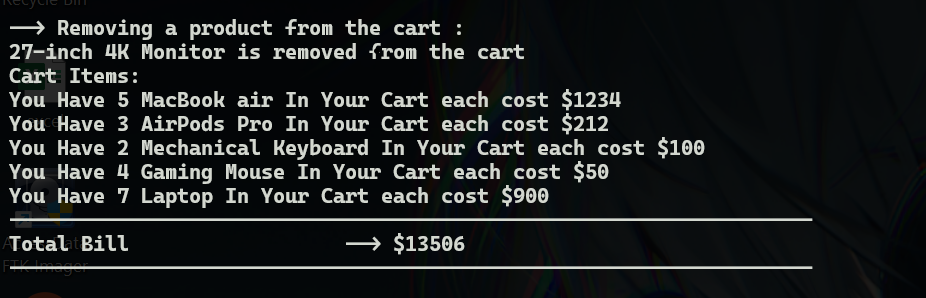 Recycle Bin
——> Removing a product from the cart :
27-inch 4K Monitor is removed from the cart
Cart Items:
You Have 5 MacBook air In Your Cart each cost $1234
You Have 3 AirPods Pro In Your Cart each cost $212
You Have 2 Mechanical Keyboard In Your Cart each cost $100
You Have 4 Gaming Mouse In Your Cart each cost $50
You Have 7 Laptop In Your Cart each cost $900
Total Bill ——> $13506
FTK Imager